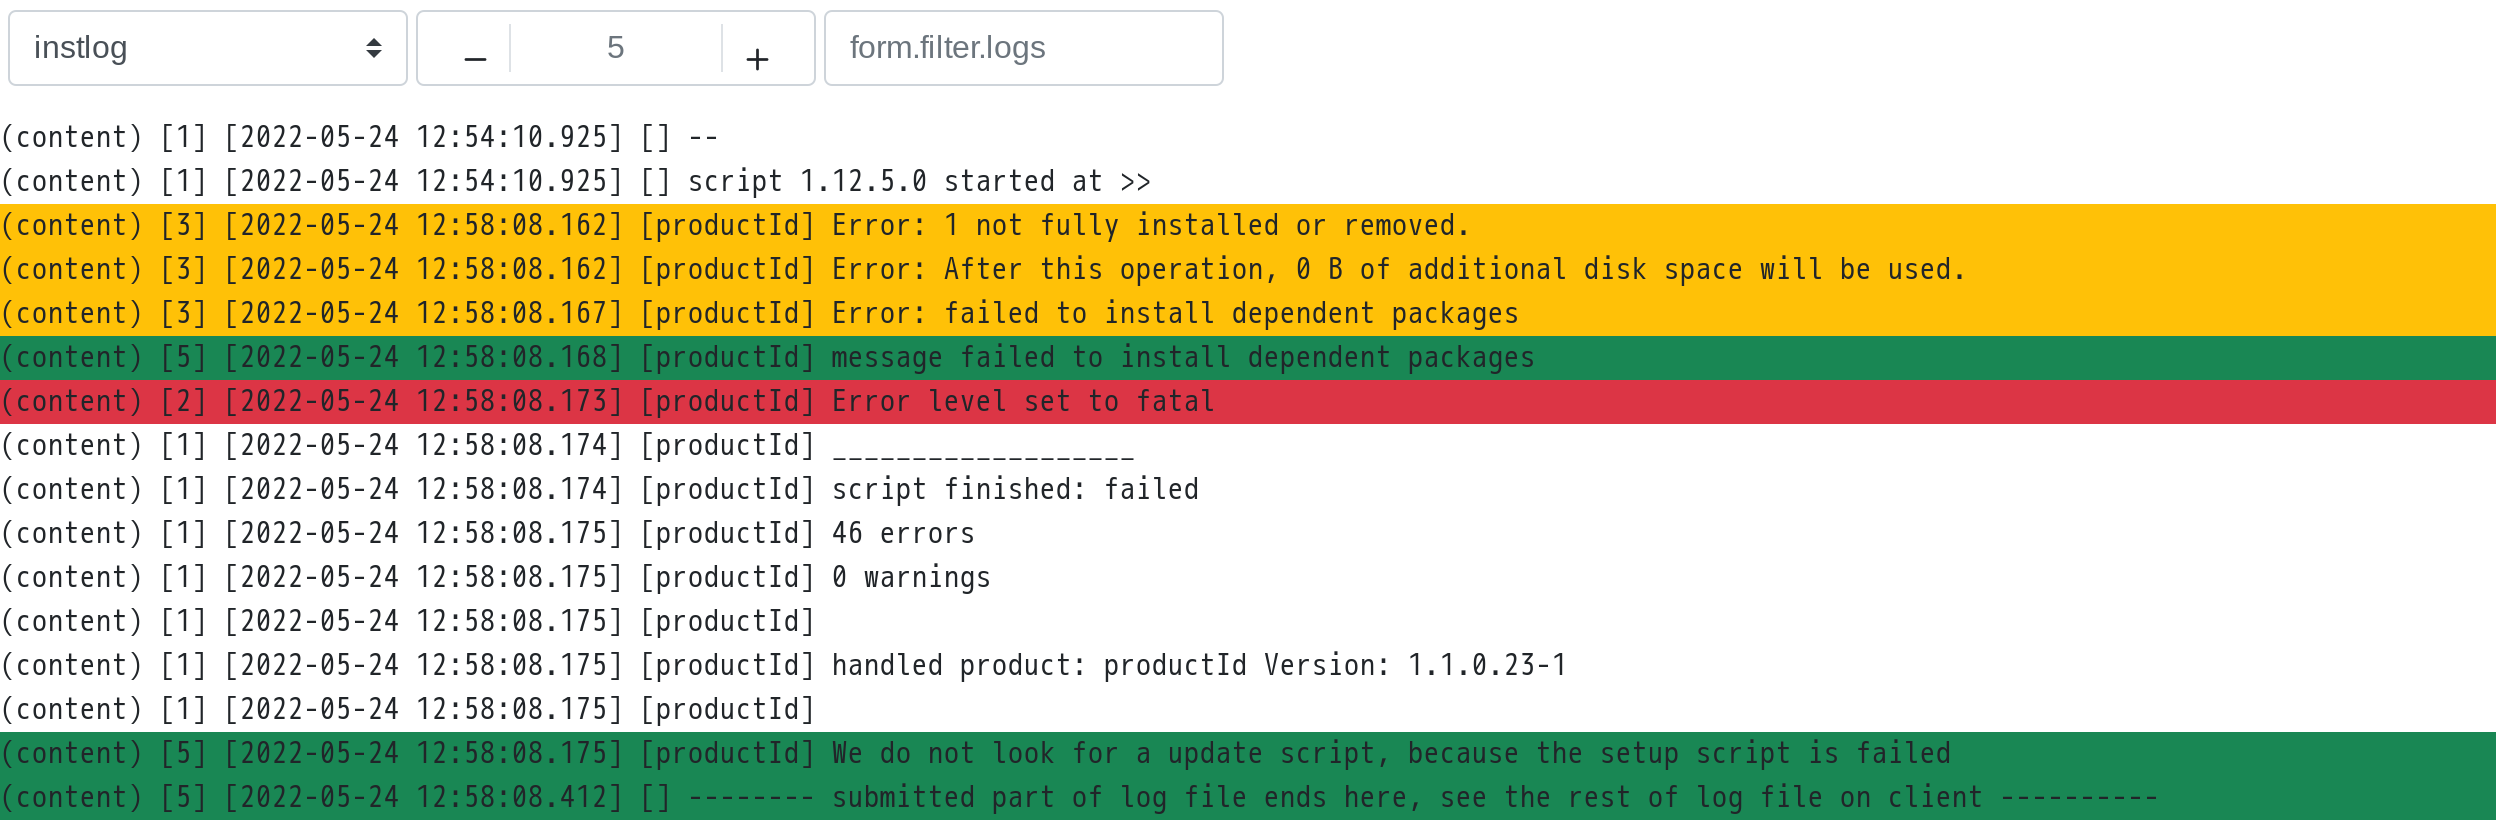 instlog 5 form.filter.logs
(content) [1] [2022-05-24 12:54:10.925] [] --
(content) [1] [2022-05-24 12:54:10.925] [] script 1.12.5.0 started at >>
(content) [3] [2022-05-24 12:58:08.162] [productId] Error: 1 not fully installed or removed.
(content) [3] [2022-05-24 12:58:08.162] [productId] Error: After this operation, 0 B of additional disk space will be used.
(content) [3] [2022-05-24 12:58:08.167] [productId] Error: failed to install dependent packages
(content) [5] [2022-05-24 12:58:08.168] [productId] message failed to install dependent packages
(content) [2] [2022-05-24 12:58:08.173] [productId] Error level set to fatal
(content) [1] [2022-05-24 12:58:08.174] [productId] ___________________
(content) [1] [2022-05-24 12:58:08.174] [productId] script finished: failed
(content) [1] [2022-05-24 12:58:08.175] [productId] 46 errors
(content) [1] [2022-05-24 12:58:08.175] [productId] 0 warnings
(content) [1] [2022-05-24 12:58:08.175] [productId]
(content) [1] [2022-05-24 12:58:08.175] [productId] handled product: productId Version: 1.1.0.23-1
(content) [1] [2022-05-24 12:58:08.175] [productId]
(content) [5] [2022-05-24 12:58:08.175] [productId] We do not look for a update script, because the setup script is failed
(content) [5] [2022-05-24 12:58:08.412] [] -------- submitted part of log file ends here, see the rest of log file on client ----------